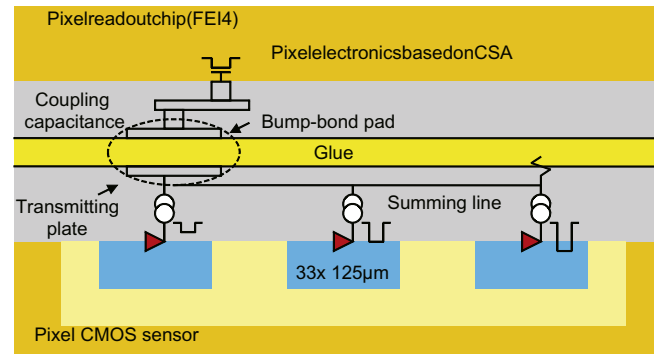 Pixelreadoutchip(FEI4)
PixelelectronicsbasedonCSA
Coupling
capacitance
Bump-bond pad
Glue
Transmitting
plate
Summing line
33x 125µm
Pixel CMOS sensor